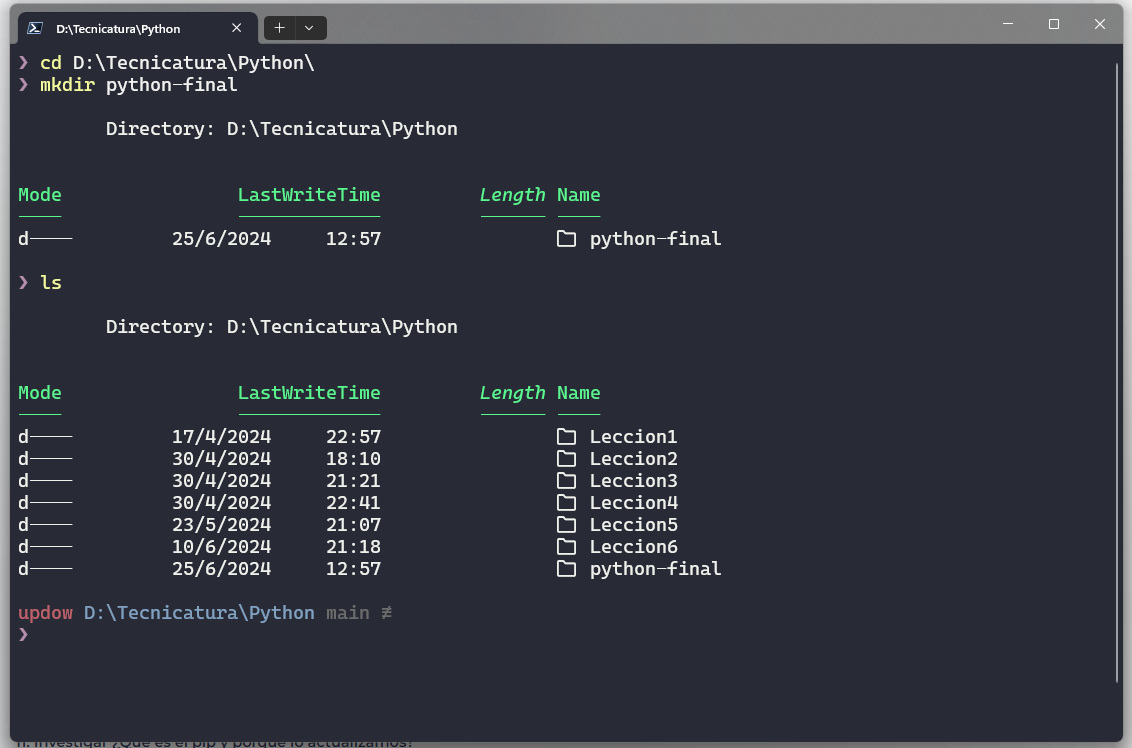 D:\Tecnicatura\Python
❯ cd D:\Tecnicatura\Python\
❯ mkdir python-final
Directory: D:\Tecnicatura\Python
Mode LastWriteTime Length Name
d---- 25/6/2024 12:57 python-final
❯ ls
Directory: D:\Tecnicatura\Python
Mode LastWriteTime Length Name
d---- 17/4/2024 22:57 Leccion1
d---- 30/4/2024 18:10 Leccion2
d---- 30/4/2024 21:21 Leccion3
d---- 30/4/2024 22:41 Leccion4
d---- 23/5/2024 21:07 Leccion5
d---- 10/6/2024 21:18 Leccion6
d---- 25/6/2024 12:57 python-final
updow D:\Tecnicatura\Python main ≢
❯
investigar ¿Qué es el pip y porque lo actualizamos?